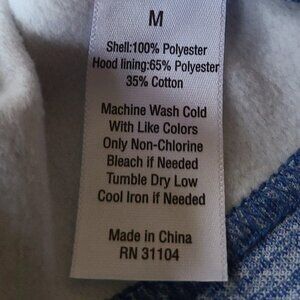 M
Shell:100% Polyester
Hood lining:65% Polyester
35% Cotton
Machine Wash Cold
With Like Colors
Only Non-Chlorine
Bleach if Needed
Tumble Dry Low
Cool Iron if Needed
Made in China
RN 31104